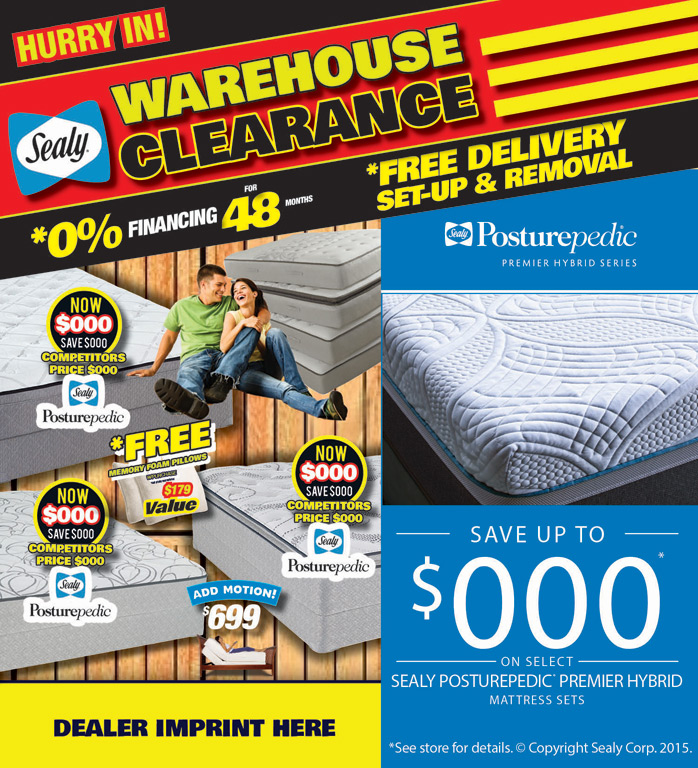 HURRY IN!
WAREHOUSE
CLEARANCE
Sealy
*FREE DELIVERY
SET-UP & REMOVAL
*0% FINANCING FOR 48 MONTHS
Sealy Posturepedic
PREMIER HYBRID SERIES
NOW
$000
SAVE $000
COMPETITORS
PRICE $000
Sealy
Posturepedic
*FREE
MEMORY FOAM PILLOWS
$179
Value
NOW
$000
SAVE $000
COMPETITORS
PRICE $000
Sealy
Posturepedic
NOW
$000
SAVE $000
COMPETITORS
PRICE $000
Sealy
Posturepedic
ADD MOTION!
$699
DEALER IMPRINT HERE
SAVE UP TO
$000*
ON SELECT
SEALY POSTUREPEDIC® PREMIER HYBRID
MATTRESS SETS
*See store for details. © Copyright Sealy Corp. 2015.